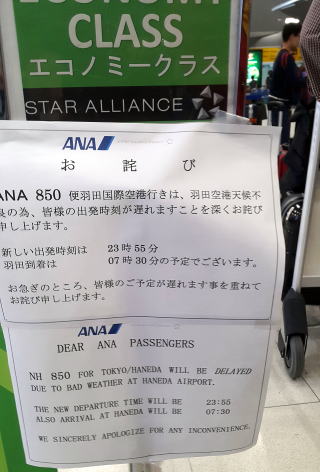 ECONOMY
CLASS
エコノミークラス
STAR ALLIANCE
ANA
お 詫 び
ANA 850 便羽田国際空港行きは、羽田空港天候不
良の為、皆様の出発時刻が遅れますことを深くお詫び
申し上げます。
新しい出発時刻は 23時55分
羽田到着は 07時30分の予定でございます。
お急ぎのところ、皆様のご予定が遅れます事を重ねて
お詫び申し上げます。
ANA
DEAR ANA PASSENGERS
NH 850 FOR TOKYO/HANEDA WILL BE DELAYED
DUE TO BAD WEATHER AT HANEDA AIRPORT.
THE NEW DEPARTURE TIME WILL BE 23:55
ALSO ARRIVAL AT HANEDA WILL BE 07:30
WE SINCERELY APOLOGIZE FOR ANY INCONVENIENCE.